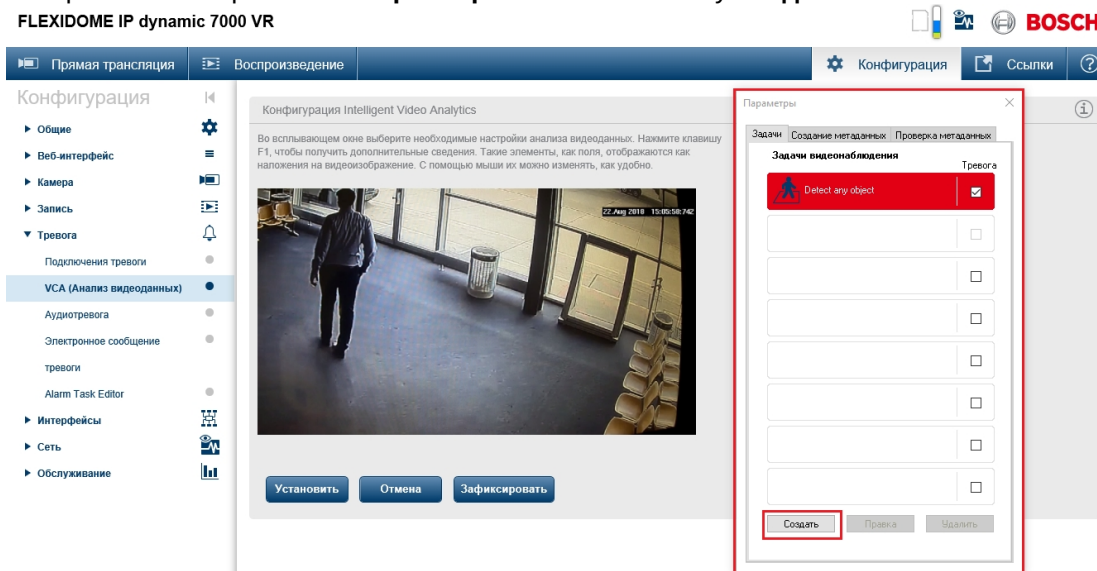 FLEXIDOME IP dynamic 7000 VR
BOSCH
Прямая трансляция
Воспроизведение
Конфигурация
Ссылки
Конфигурация
Общие
Веб-интерфейс
Камера
Запись
Тревога
Подключения тревоги
VCA (Анализ видеоданных)
Аудиотревога
Электронное сообщение
тревоги
Alarm Task Editor
Интерфейсы
Сеть
Обслуживание
Конфигурация Intelligent Video Analytics
Во всплывающем окне выберите необходимые настройки анализа видеоданных. Нажмите клавишу
F1, чтобы получить дополнительные сведения. Такие элементы, как поля, отображаются как
наложения на видеоизображение. С помощью мыши их можно изменять, как удобно.
22.Aug 2018 15:05:50:742
Установить
Отмена
Зафиксировать
Параметры
Задачи
Создание метаданных
Проверка метаданных
Задачи видеонаблюдения
Тревога
Detect any object
Создать
Правка
Удалить